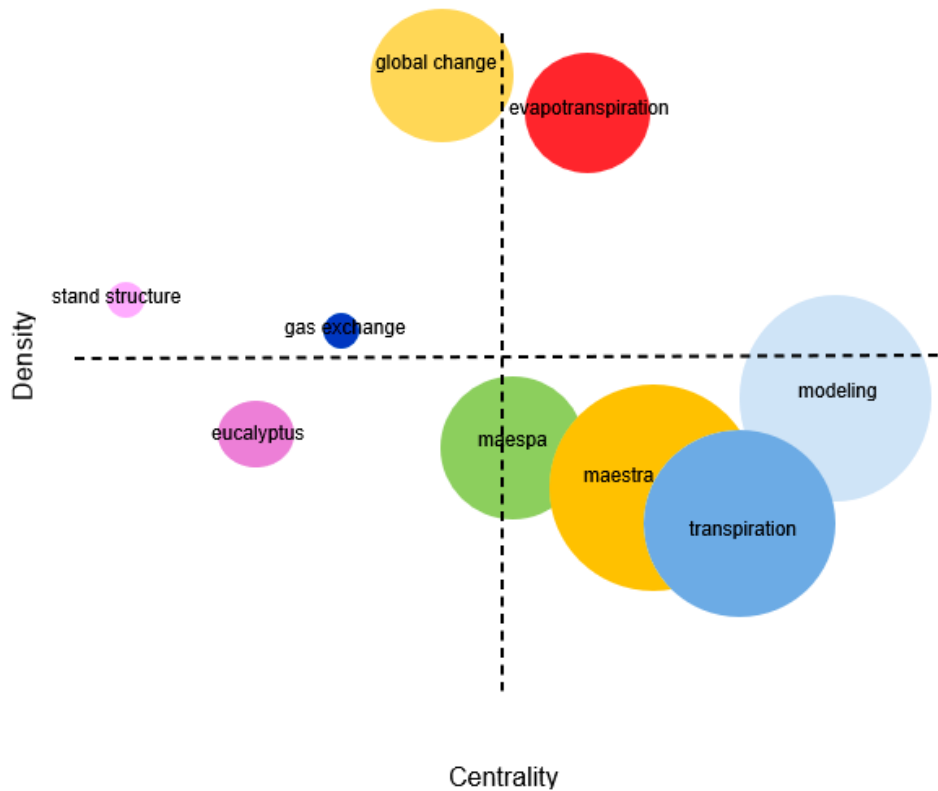 global change
evapotranspiration
stand structure
gas exchange
Density
modeling
eucalyptus
maespa
maestra
transpiration
Centrality